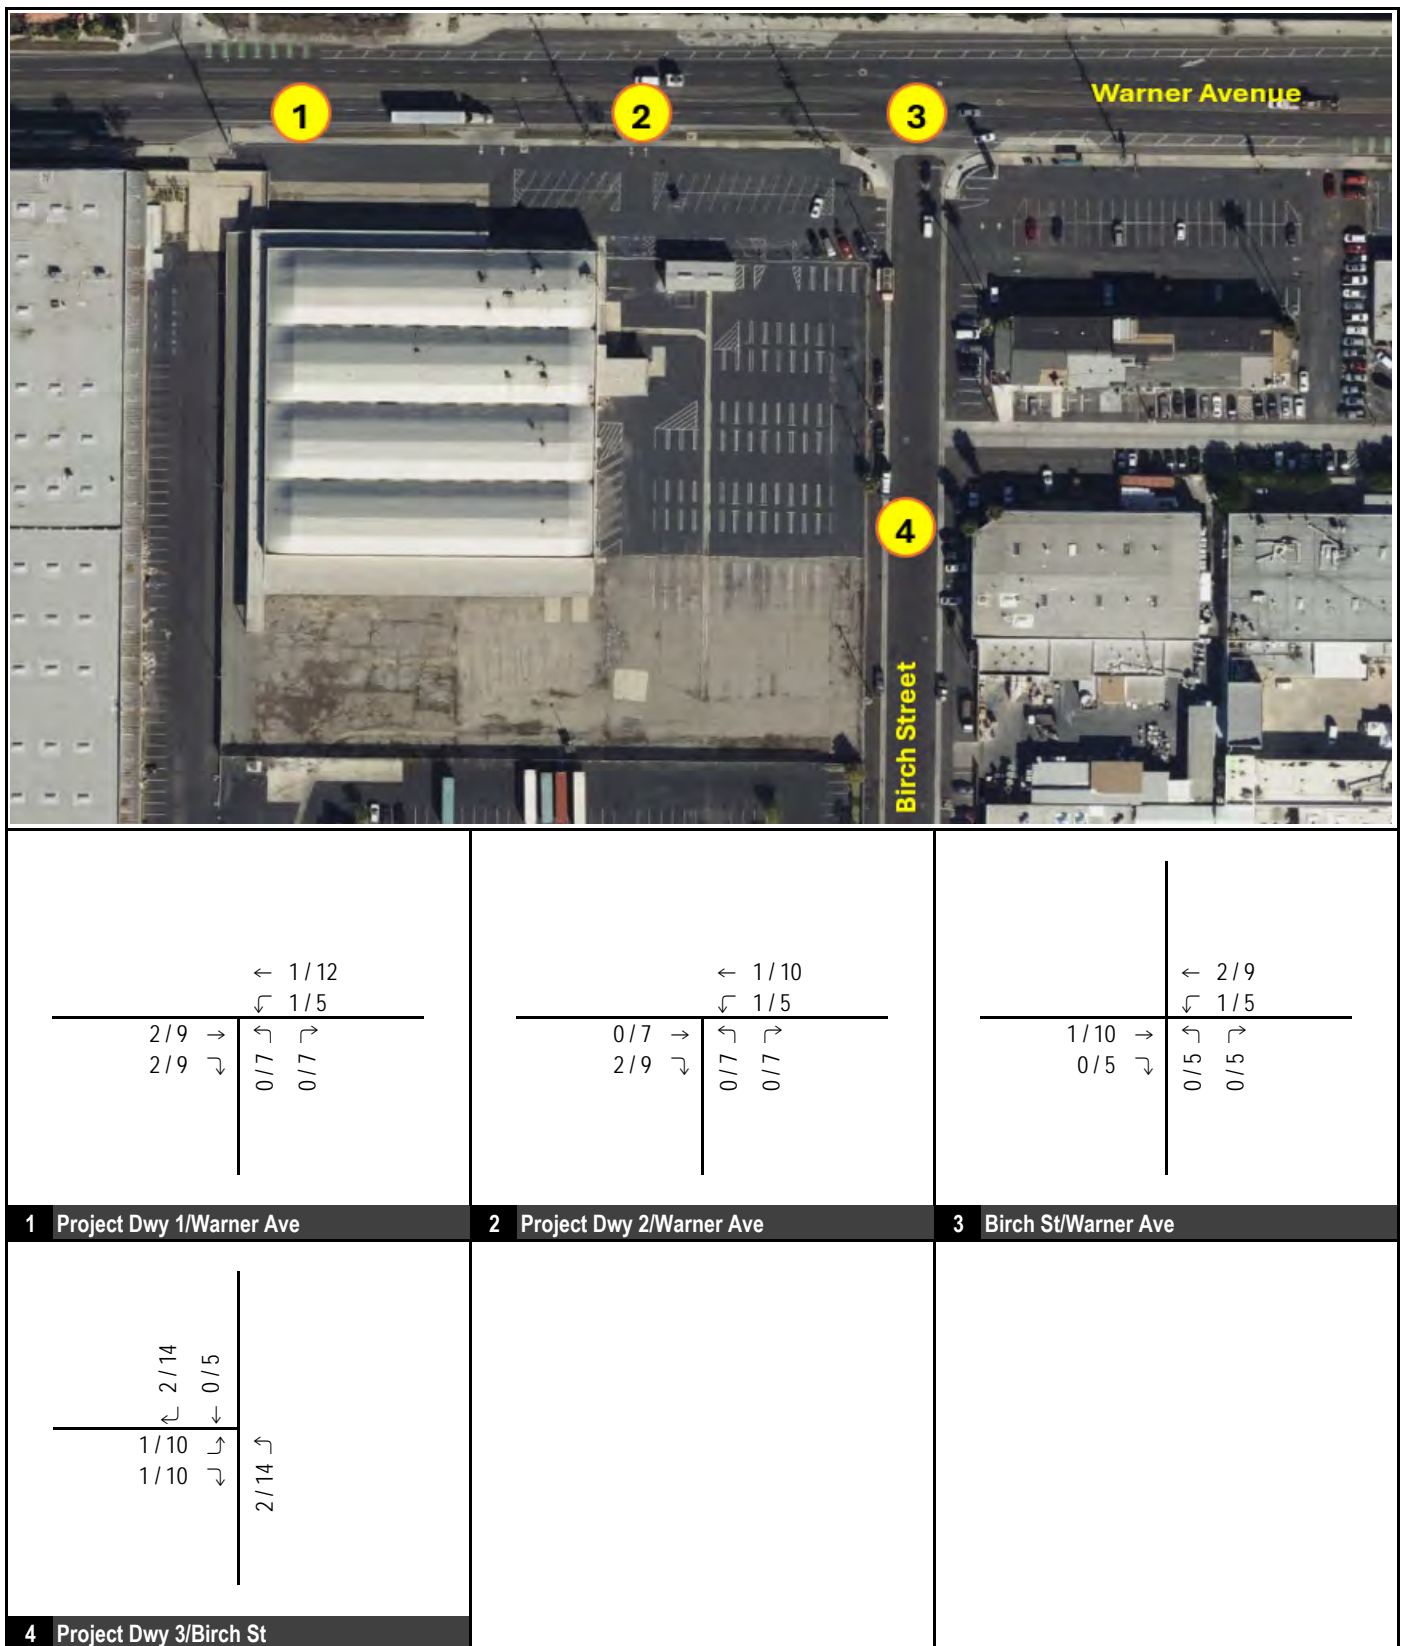 Warner Avenue
1
2
3
4
Birch Street
← 1 / 12
1 / 5
2 / 9 →
2 / 9
0 / 7
0 / 7
1 Project Dwy 1/Warner Ave
← 1 / 10
1 / 5
0 / 7 →
2 / 9
0 / 7
0 / 7
2 Project Dwy 2/Warner Ave
← 2 / 9
1 / 5
1 / 10 →
0 / 5
0 / 5
0 / 5
3 Birch St/Warner Ave
2 / 14
0 / 5
1 / 10
1 / 10
2 / 14
4 Project Dwy 3/Birch St